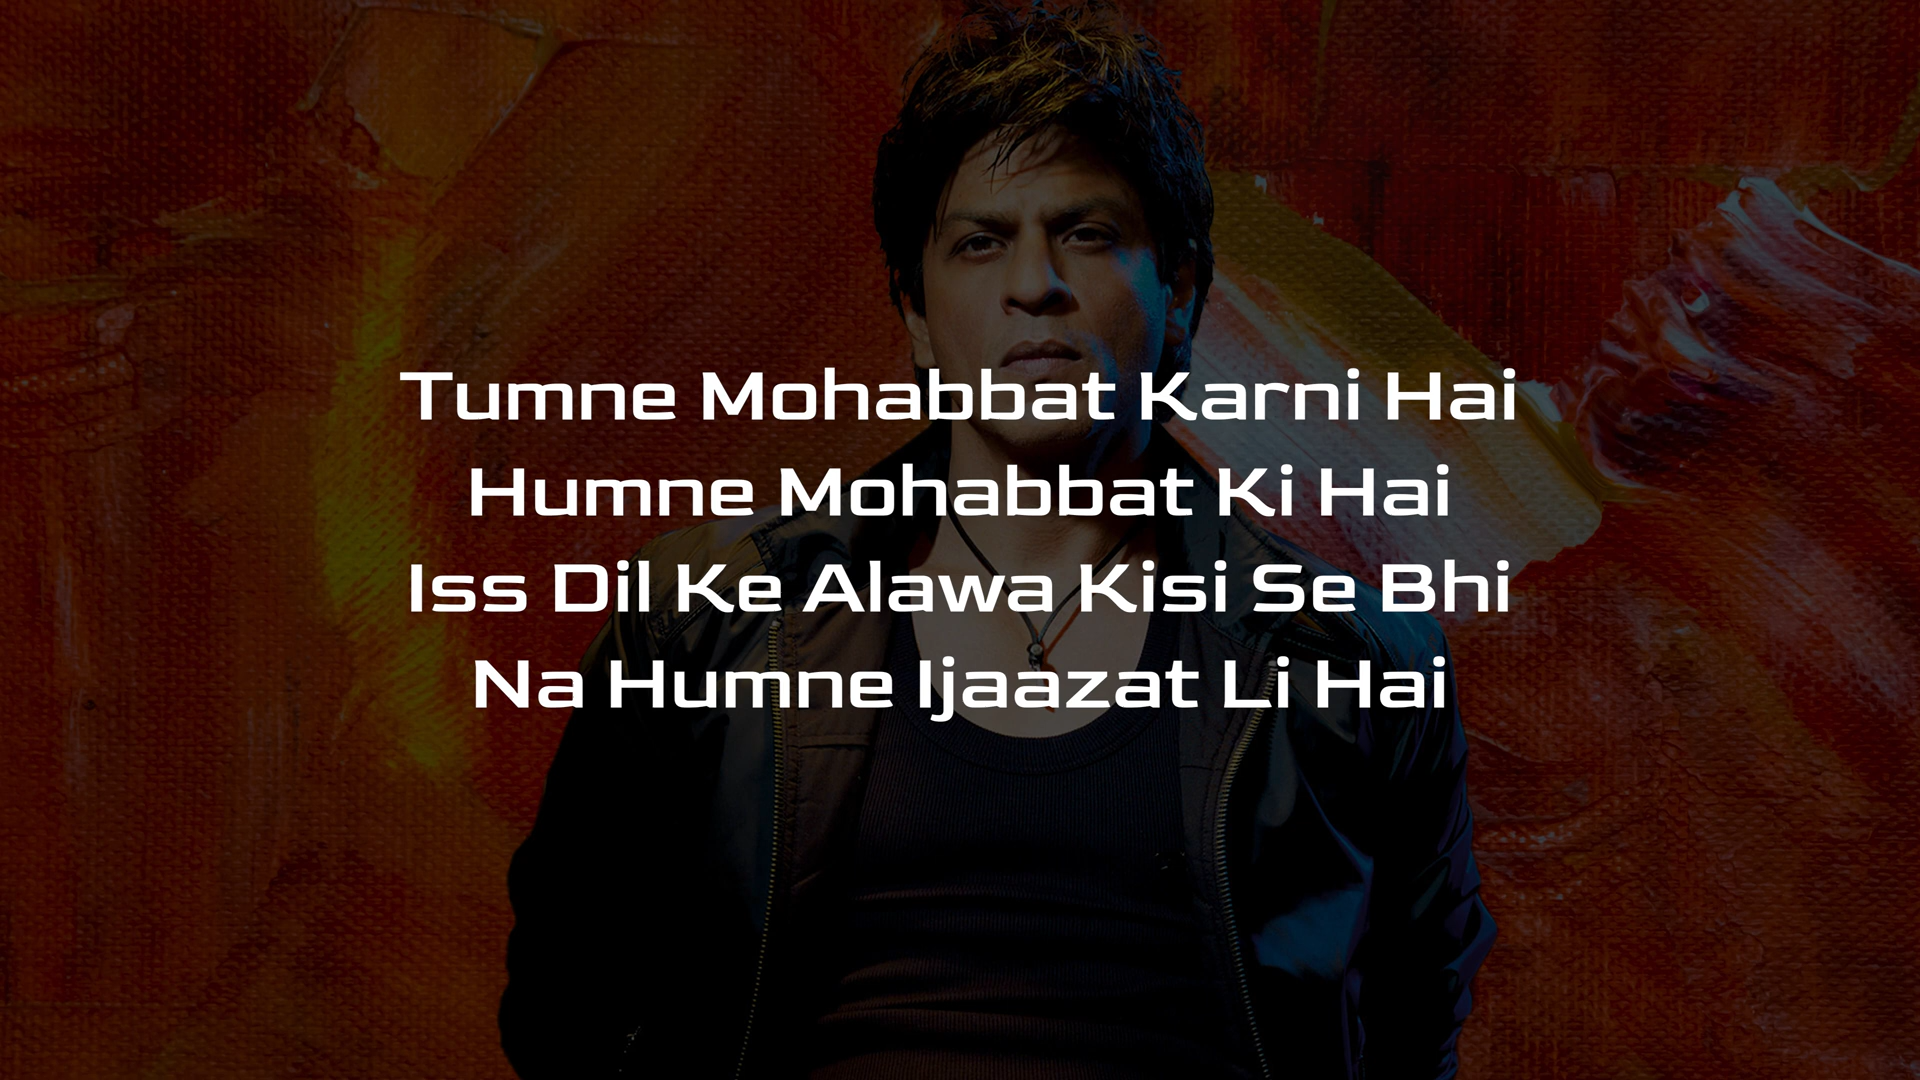 Tumne Mohabbat Karni Hai
Humne Mohabbat Ki Hai
Iss Dil Ke Alawa Kisi Se Bhi
Na Humne Ijaazat Li Hai